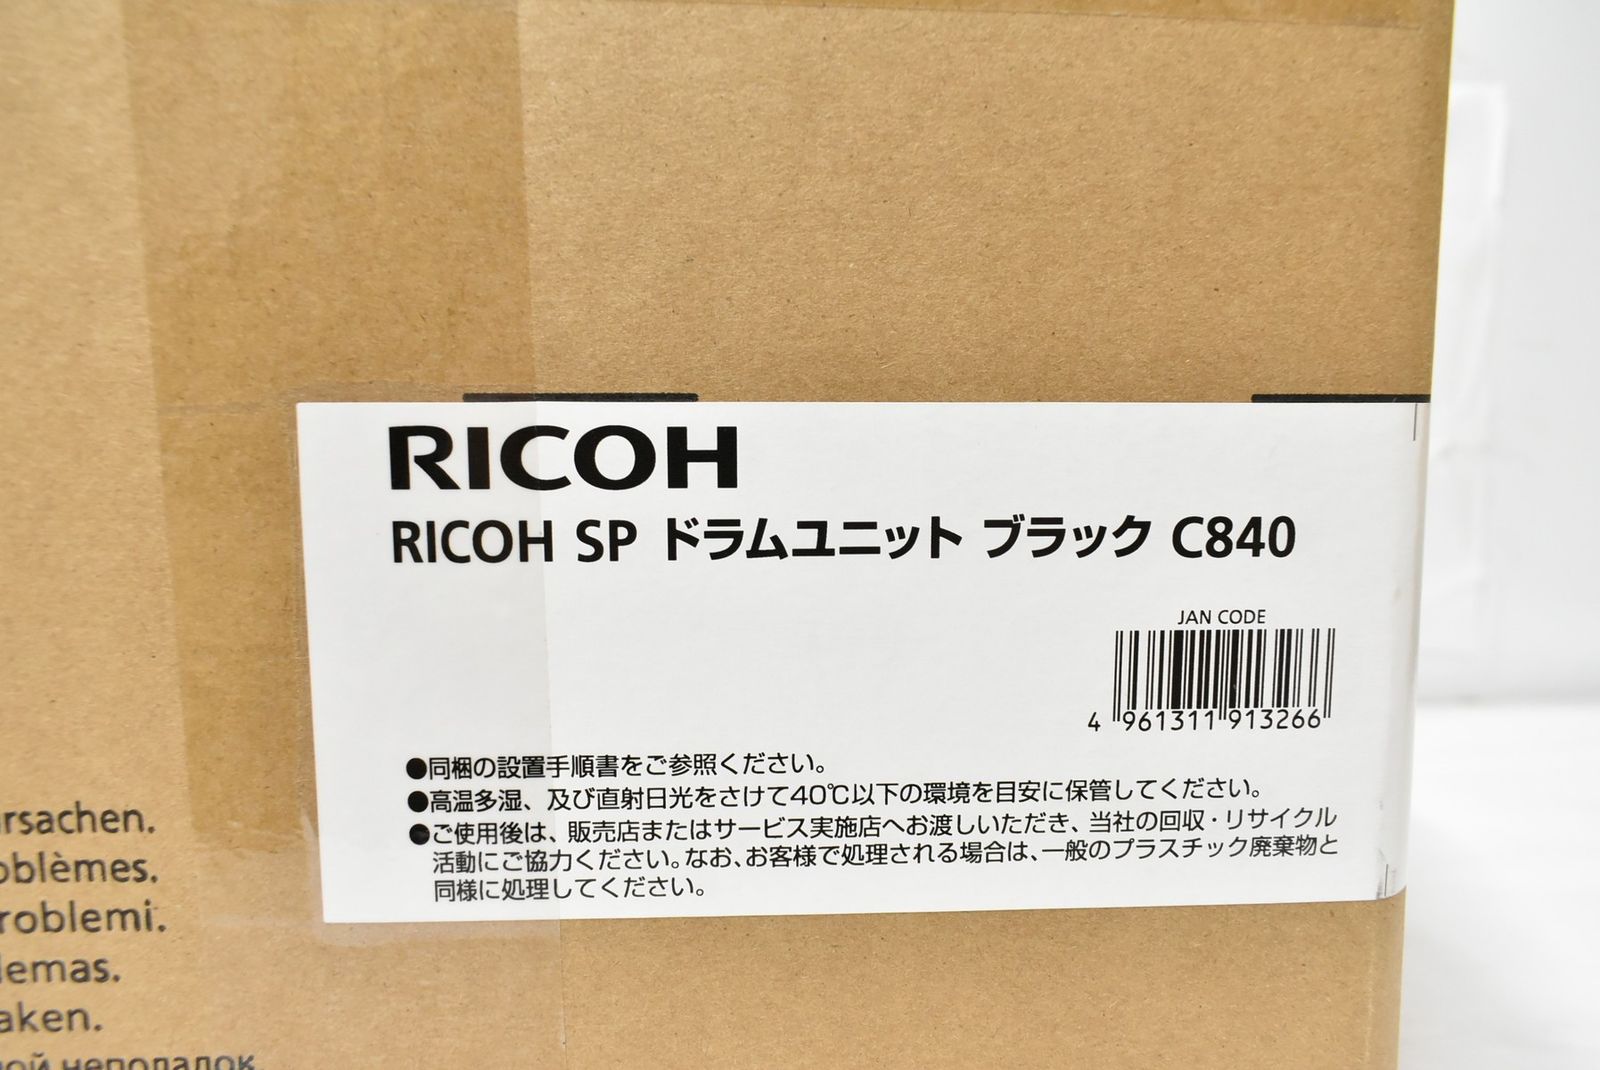 RICOH
RICOH SP ドラムユニット ブラック C840
JAN CODE
4 961311 913266
●同梱の設置手順書をご参照ください。
●高温多湿、及び直射日光をさけて40℃以下の環境を目安に保管してください。
●ご使用後は、販売店またはサービス実施店へお渡しいただき、当社の回収・リサイクル
活動にご協力ください。なお、お客様で処理される場合は、一般のプラスチック廃棄物と
同様に処理してください。
rsachen.
oblèmes.
roblemi.
lemas.
aken.
ной неполадок.